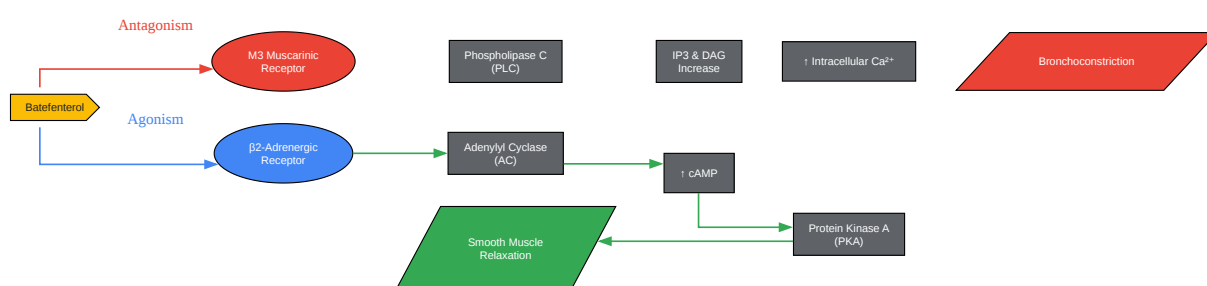 Antagonism
M3 Muscarinic
Receptor
Phospholipase C
(PLC)
IP3 & DAG
Increase
↑ Intracellular Ca²⁺
Bronchoconstriction
Batefenterol
Agonism
β2-Adrenergic
Receptor
Adenylyl Cyclase
(AC)
↑ cAMP
Protein Kinase A
(PKA)
Smooth Muscle
Relaxation